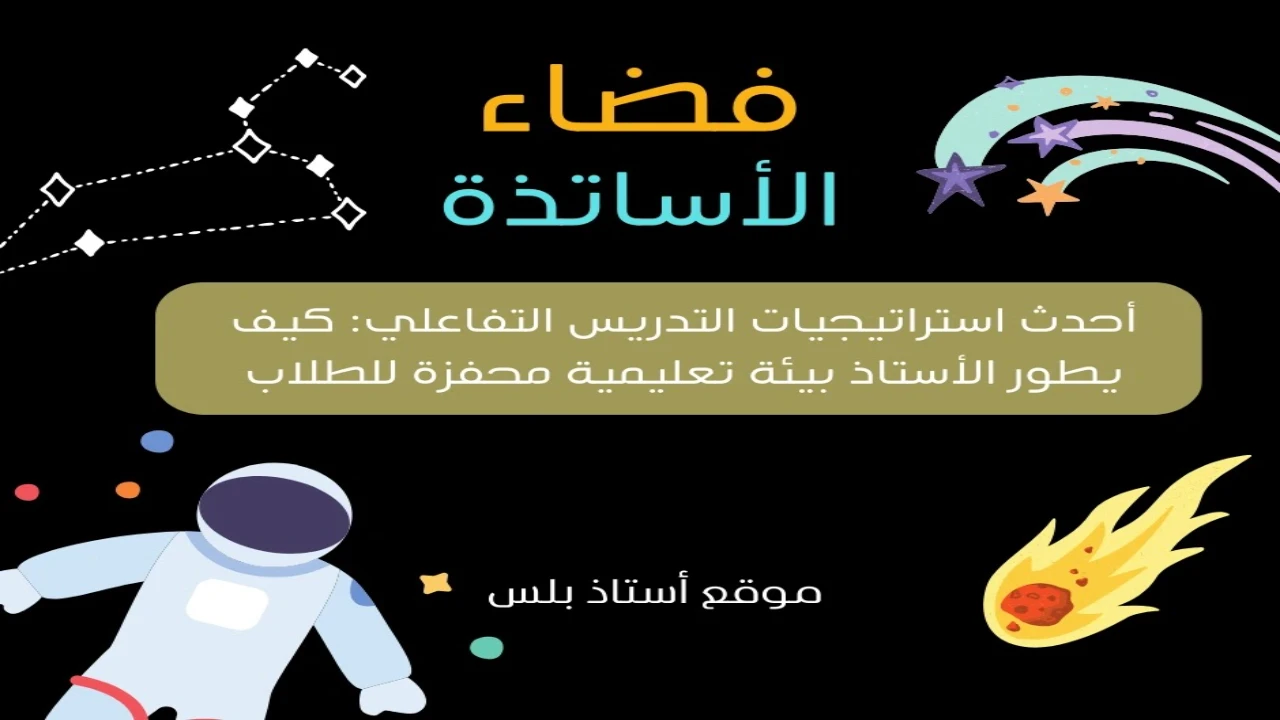 فضاء
الأساتذة
أحدث استراتيجيات التدريس التفاعلي: كيف
يطور الأستاذ بيئة تعليمية محفزة للطلاب
موقع أستاذ بلس